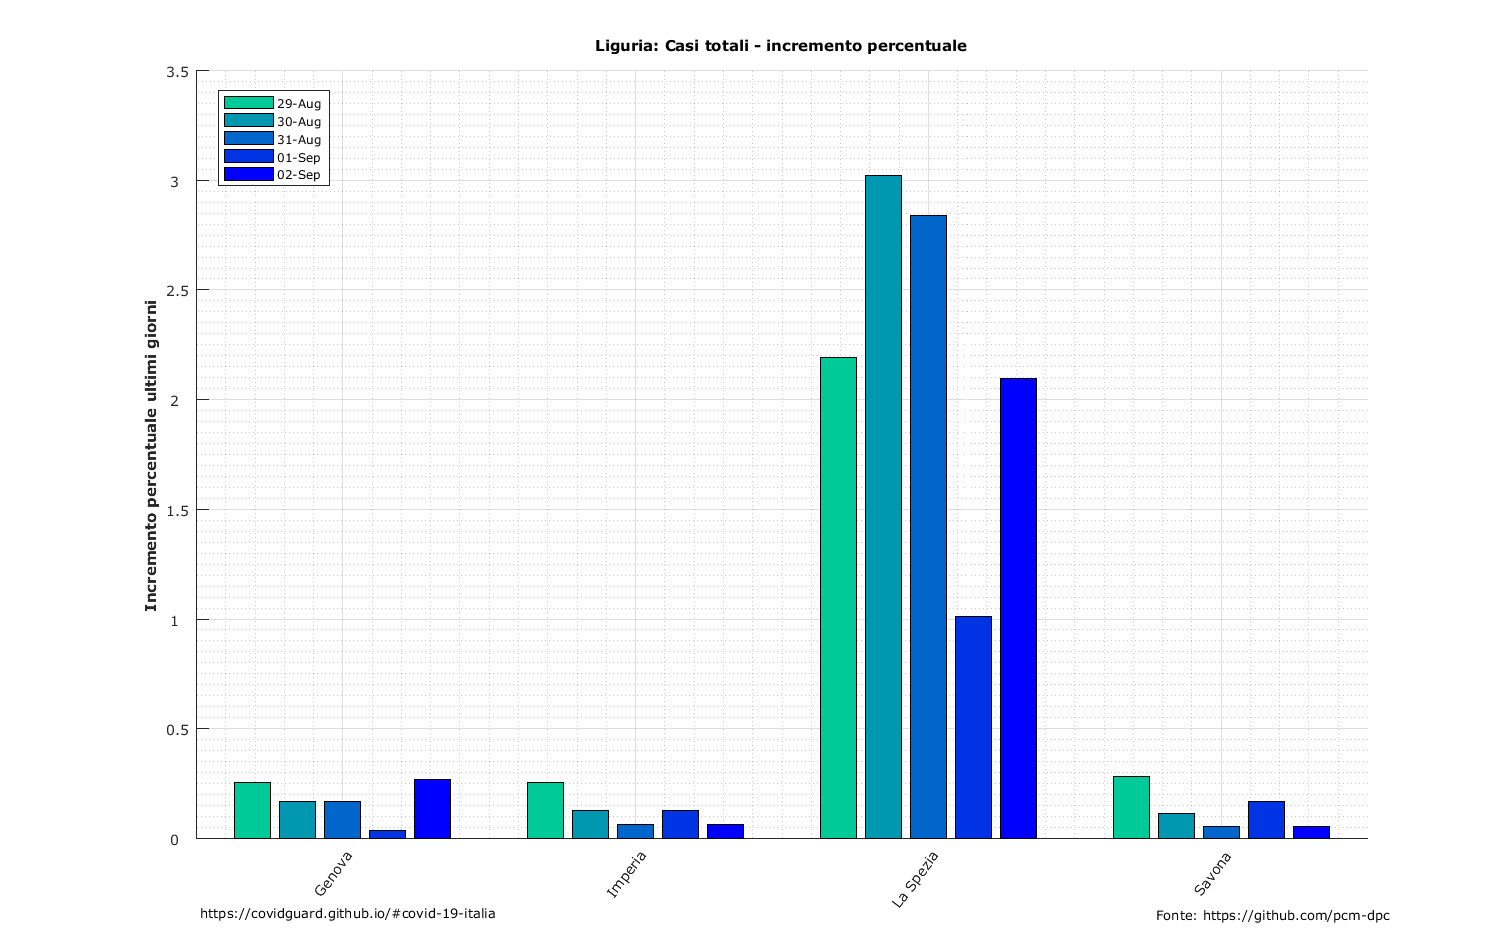 Liguria: Casi totali - incremento percentuale
3.5
3
2.5
2
1.5
1
0.5
0
Incremento percentuale ultimi giorni
29-Aug
30-Aug
31-Aug
01-Sep
02-Sep
Genova
Imperia
La Spezia
Savona
https://covidguard.github.io/#covid-19-italia
Fonte: https://github.com/pcm-dpc